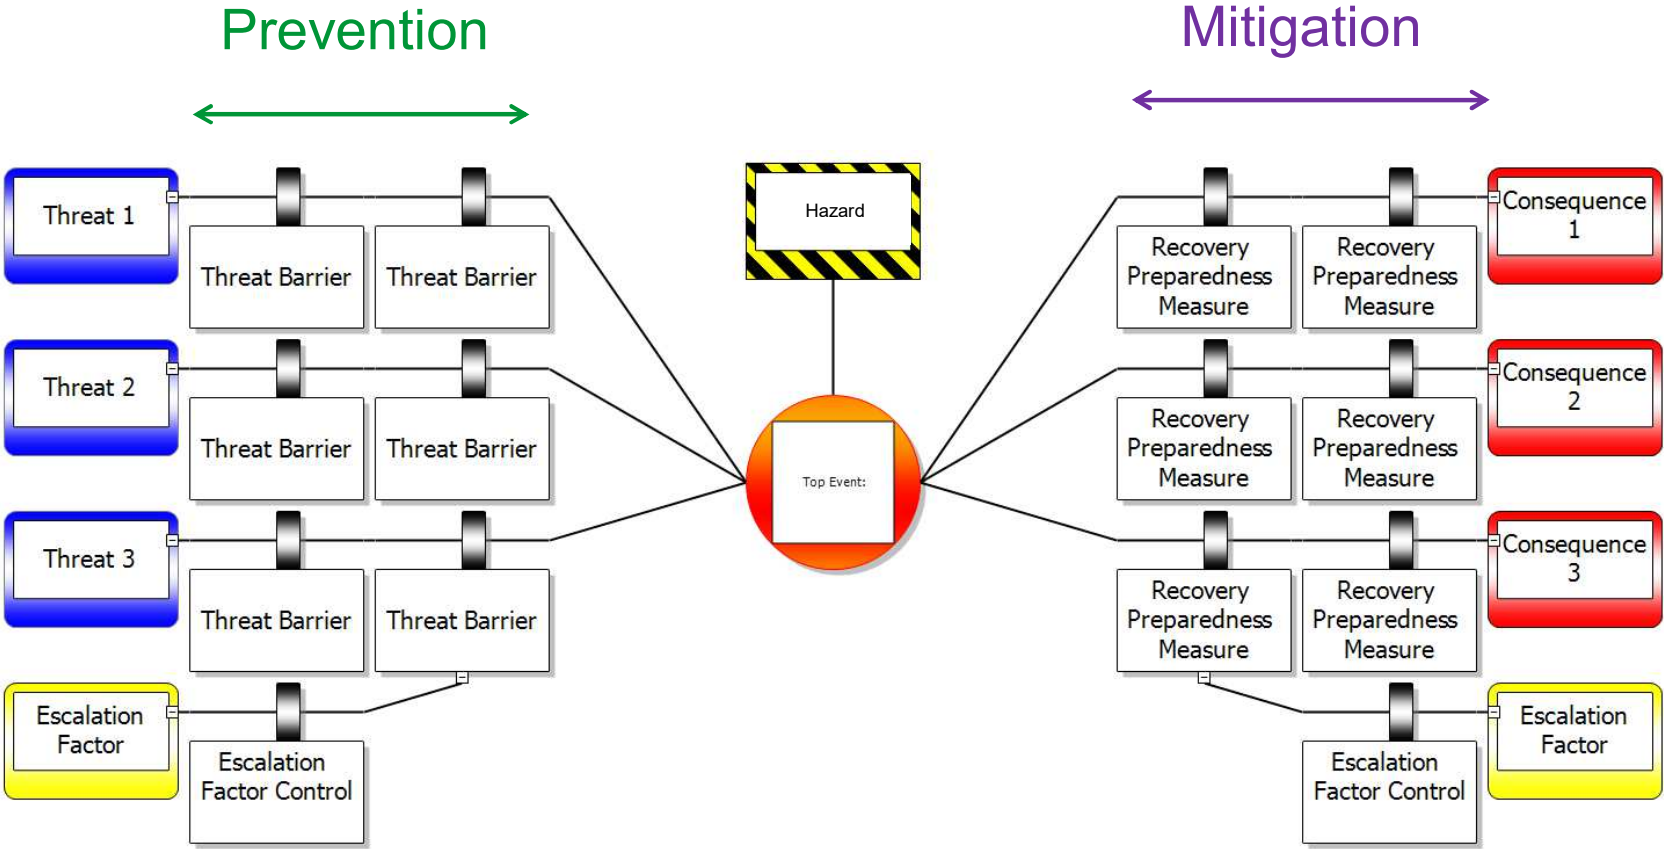 Prevention
Mitigation
Threat 1
Threat Barrier
Threat Barrier
Hazard
Recovery
Preparedness
Measure
Recovery
Preparedness
Measure
Consequence
1
Threat 2
Threat Barrier
Threat Barrier
Top Event:
Recovery
Preparedness
Measure
Recovery
Preparedness
Measure
Consequence
2
Threat 3
Threat Barrier
Threat Barrier
Recovery
Preparedness
Measure
Recovery
Preparedness
Measure
Consequence
3
Escalation
Factor
Escalation
Factor Control
Escalation
Factor Control
Escalation
Factor